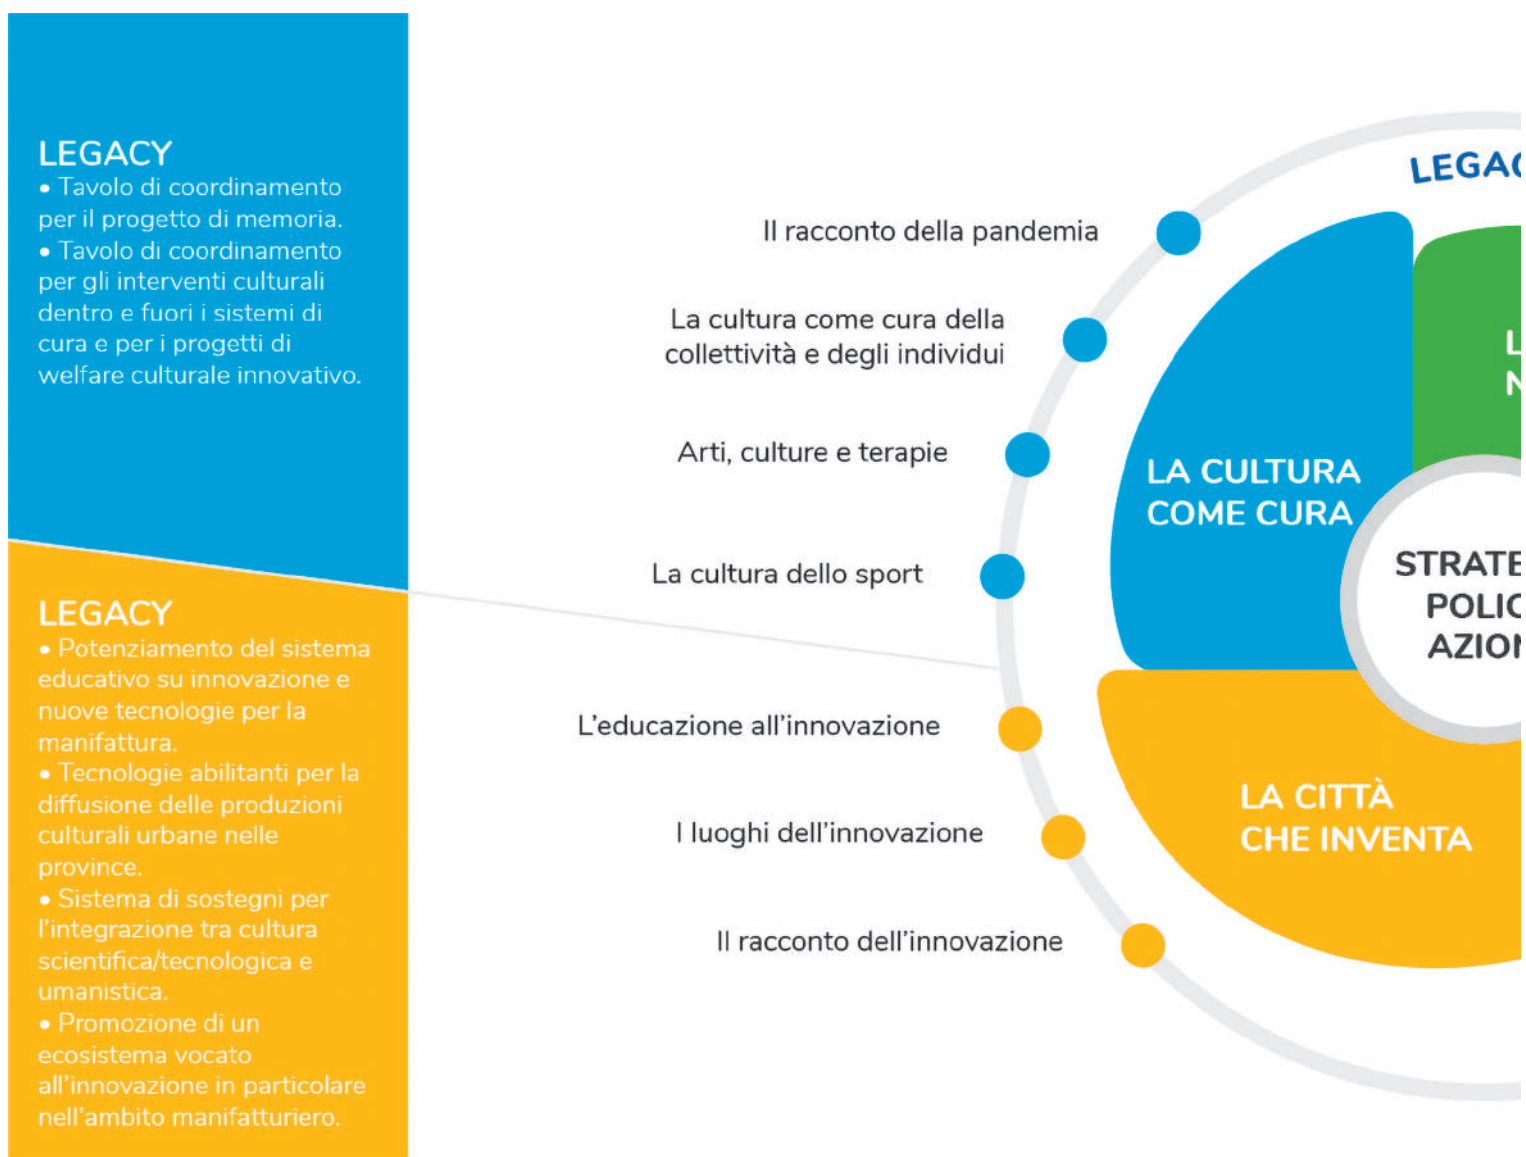 LEGACY
• Tavolo di coordinamento
per il progetto di memoria.
• Tavolo di coordinamento
per gli interventi culturali
dentro e fuori i sistemi di
cura e per i progetti di
welfare culturale innovativo.
LEGACY
• Potenziamento del sistema
educativo su innovazione e
nuove tecnologie per la
manifattura.
• Tecnologie abilitanti per la
diffusione delle produzioni
culturali urbane nelle
province.
• Sistema di sostegni per
l'integrazione tra cultura
scientifica/tecnologica e
umanistica.
• Promozione di un
ecosistema vocato
all'innovazione in particolare
nell'ambito manifatturiero.
Il racconto della pandemia
La cultura come cura della
collettività e degli individui
Arti, culture e terapie
La cultura dello sport
L'educazione all'innovazione
I luoghi dell'innovazione
Il racconto dell'innovazione
LA CULTURA
COME CURA
LA CITTÀ
CHE INVENTA